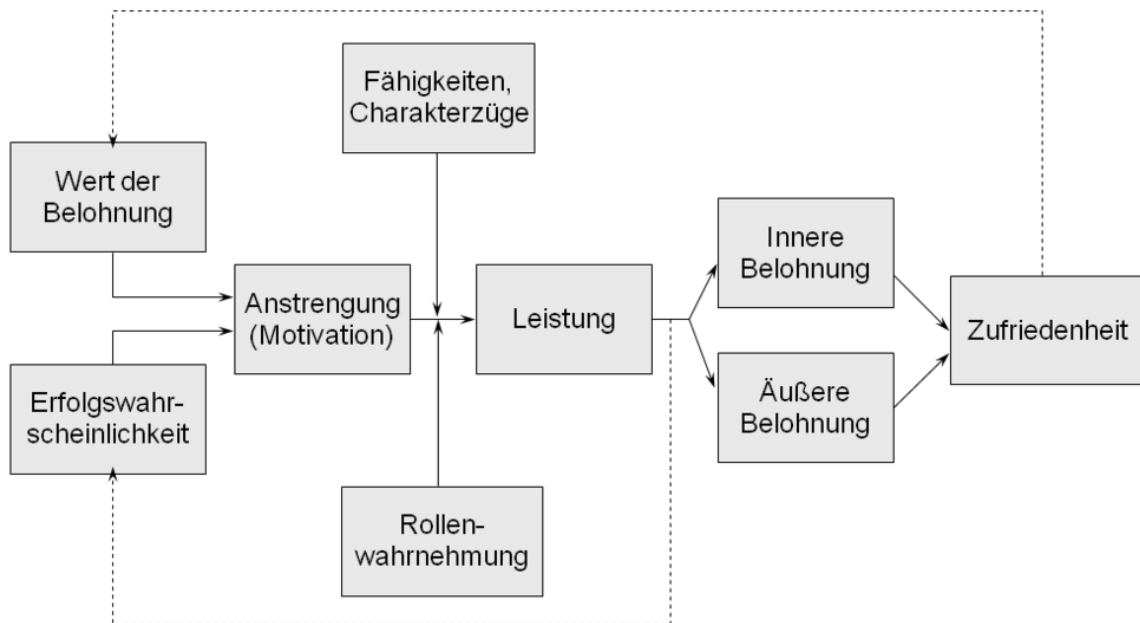 Fähigkeiten,
Charakterzüge
Wert der
Belohnung
Innere
Belohnung
Anstrengung
(Motivation)
Leistung
Zufriedenheit
Äußere
Belohnung
Erfolgswahr-
scheinlichkeit
Rollen-
wahrnehmung